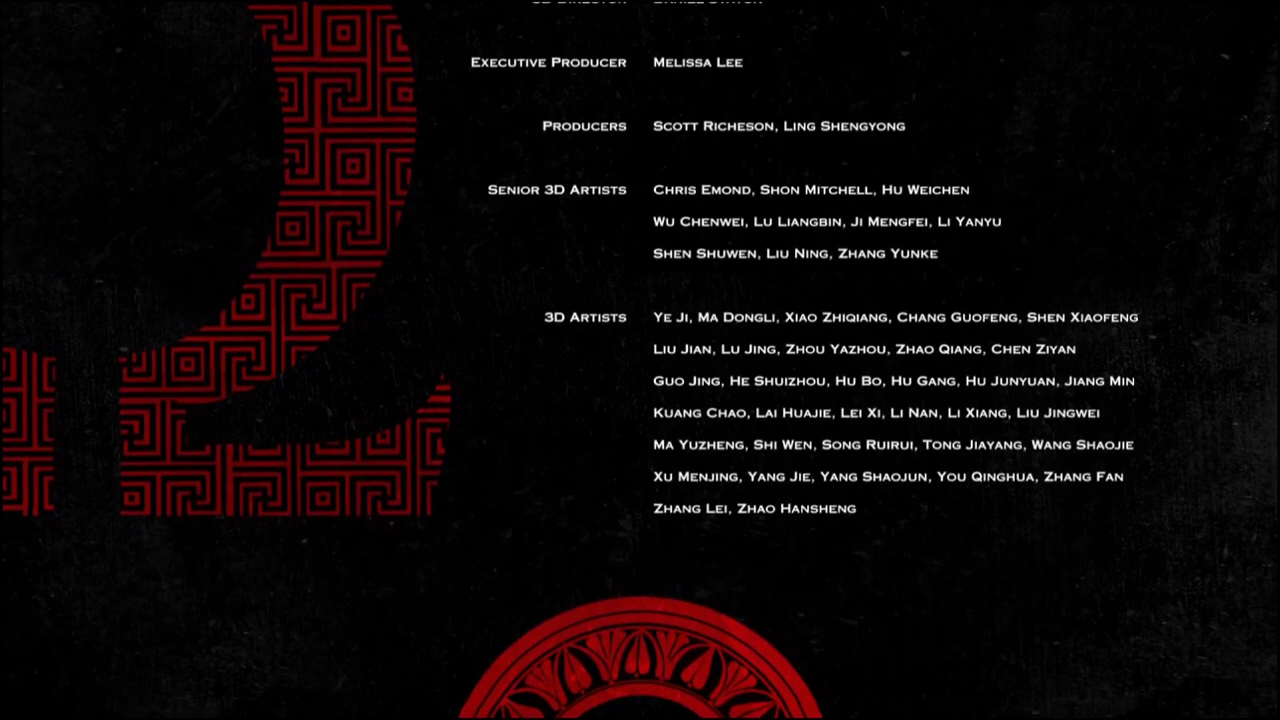 Executive Producer Melissa Lee
Producers Scott Richeson, Ling Shengyong
Senior 3D Artists Chris Emond, Shon Mitchell, Hu Weichen
Wu Chenwei, Lu Liangbin, Ji Mengfei, Li Yanyu
Shen Shuwen, Liu Ning, Zhang Yunke
3D Artists Ye Ji, Ma Dongli, Xiao Zhiqiang, Chang Guofeng, Shen Xiaofeng
Liu Jian, Lu Jing, Zhou Yazhou, Zhao Qiang, Chen Ziyan
Guo Jing, He Shuizhou, Hu Bo, Hu Gang, Hu Junyuan, Jiang Min
Kuang Chao, Lai Huajie, Lei Xi, Li Nan, Li Xiang, Liu Jingwei
Ma Yuzheng, Shi Wen, Song Ruirui, Tong Jiayang, Wang Shaojie
Xu Menjing, Yang Jie, Yang Shaojun, You Qinghua, Zhang Fan
Zhang Lei, Zhao Hansheng